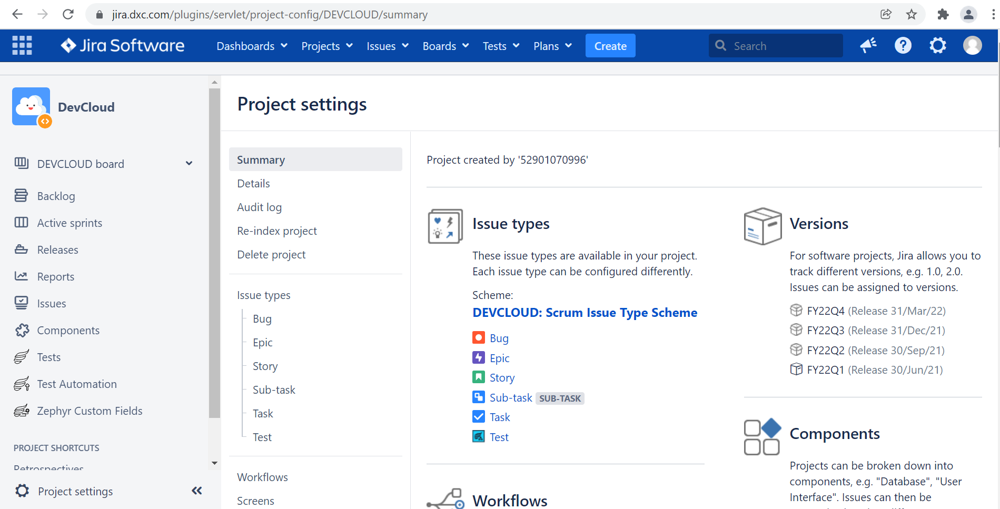 jira.dxc.com/plugins/servlet/project-config/DEVCLOUD/summary
Jira Software
Dashboards
Projects
Issues
Boards
Tests
Plans
Create
Search
DevCloud
DEVCLOUD board
Backlog
Active sprints
Releases
Reports
Issues
Components
Tests
Test Automation
Zephyr Custom Fields
PROJECT SHORTCUTS
Retrospectives
Project settings
Project settings
Summary
Details
Audit log
Re-index project
Delete project
Issue types
Bug
Epic
Story
Sub-task
Task
Test
Workflows
Screens
Project created by '52901070996'
Issue types
These issue types are available in your project.
Each issue type can be configured differently.
Scheme:
DEVCLOUD: Scrum Issue Type Scheme
Bug
Epic
Story
Sub-task SUB-TASK
Task
Test
Workflows
Versions
For software projects, Jira allows you to
track different versions, e.g. 1.0, 2.0.
Issues can be assigned to versions.
FY22Q4 (Release 31/Mar/22)
FY22Q3 (Release 31/Dec/21)
FY22Q2 (Release 30/Sep/21)
FY22Q1 (Release 30/Jun/21)
Components
Projects can be broken down into
components, e.g. "Database", "User
Interface". Issues can then be